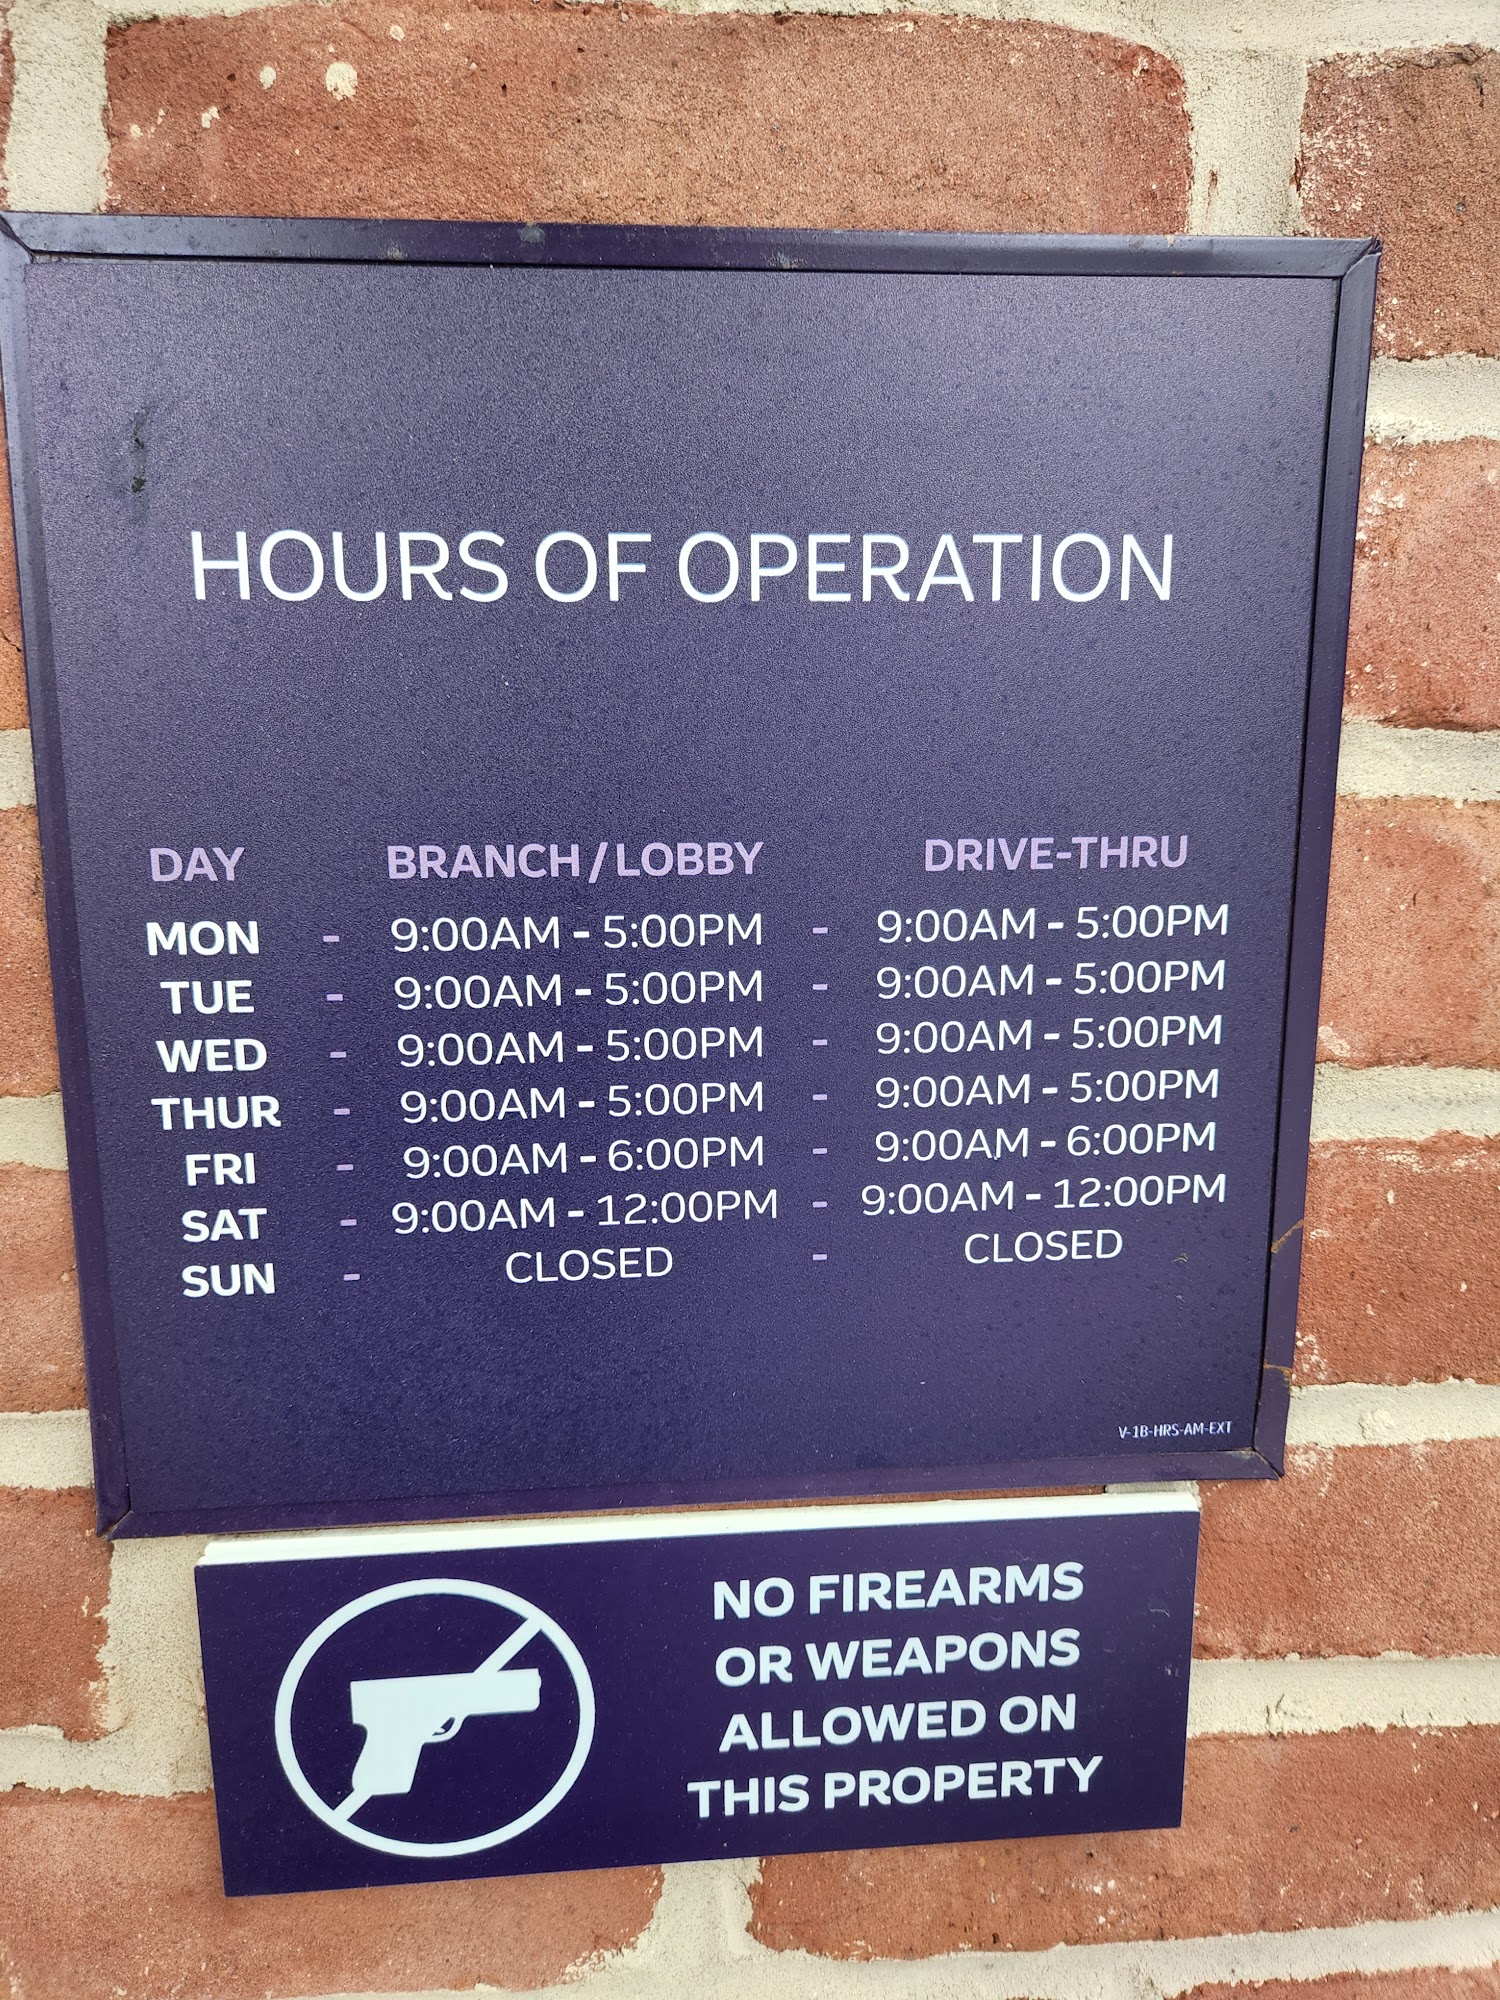 HOURS OF OPERATION
DAY BRANCH/LOBBY DRIVE-THRU
MON - 9:00AM - 5:00PM - 9:00AM - 5:00PM
TUE - 9:00AM - 5:00PM - 9:00AM - 5:00PM
WED - 9:00AM - 5:00PM - 9:00AM - 5:00PM
THUR - 9:00AM - 5:00PM - 9:00AM - 5:00PM
FRI - 9:00AM - 6:00PM - 9:00AM - 6:00PM
SAT - 9:00AM - 12:00PM - 9:00AM - 12:00PM
SUN - CLOSED - CLOSED
V-1B-HRS-AM-EXT
NO FIREARMS
OR WEAPONS
ALLOWED ON
THIS PROPERTY